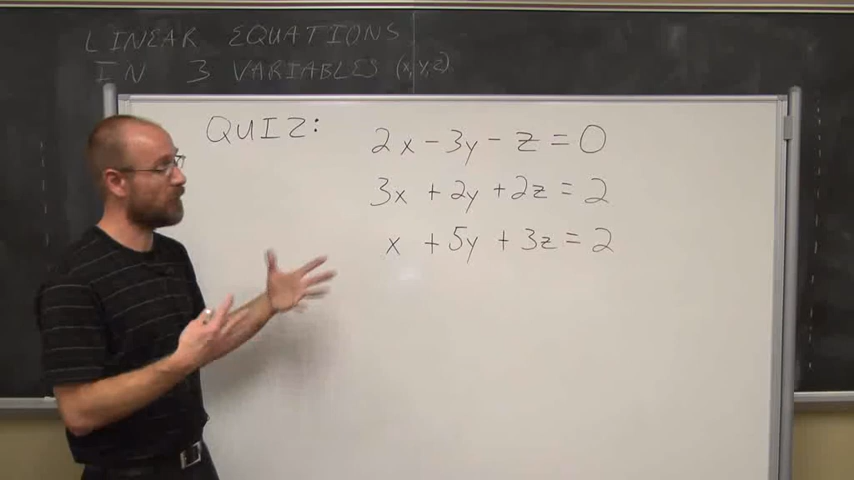 LINEAR EQUATIONS
IN 3 VARIABLES (x,y,z)
QUIZ:
2x - 3y - z = 0
3x + 2y + 2z = 2
x + 5y + 3z = 2